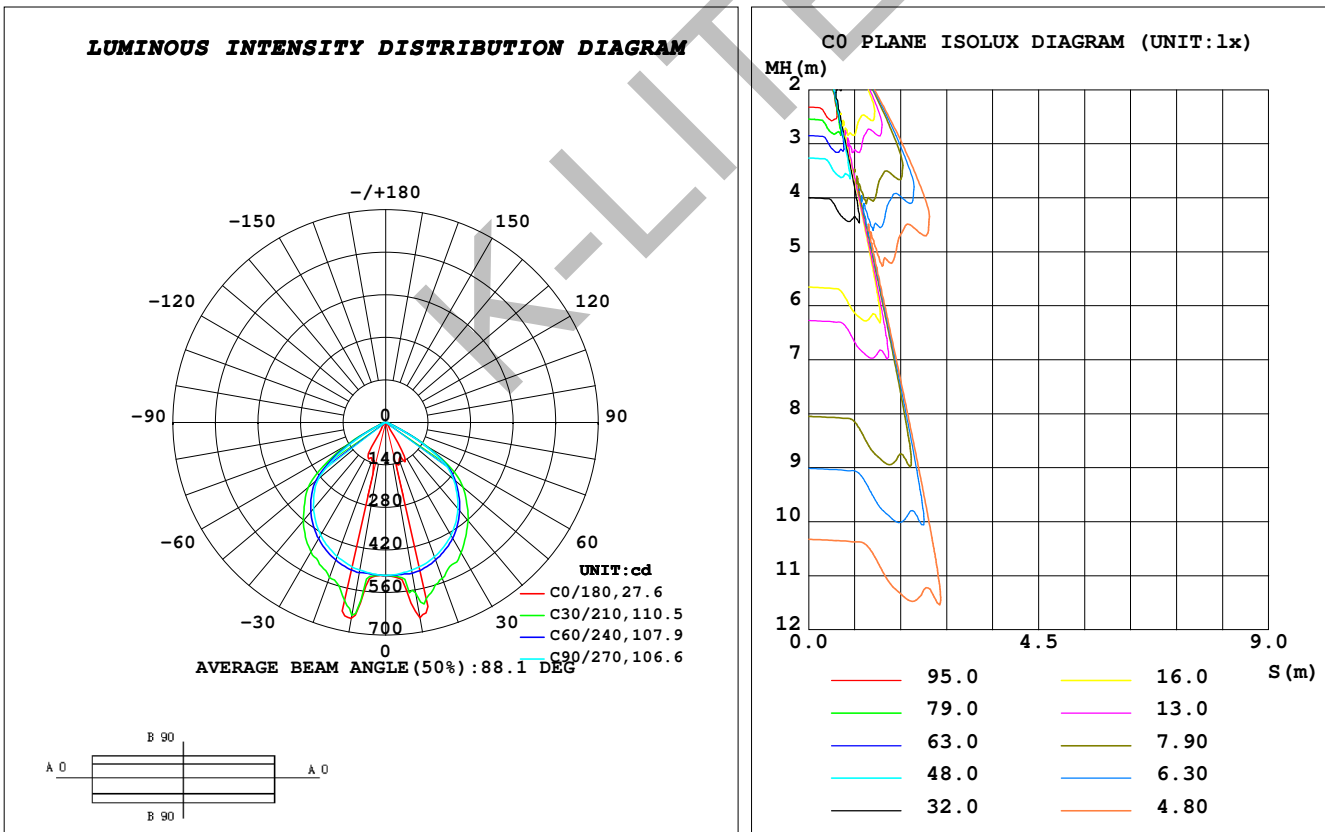 LUMINOUS INTENSITY DISTRIBUTION DIAGRAM
-/+180
-150
150
-120
120
-90
0
90
140
280
-60
60
420
UNIT:cd
560
C0/180,27.6
C30/210,110.5
-30
30
C60/240,107.9
700
0
C90/270,106.6
AVERAGE BEAM ANGLE(50%):88.1 DEG
B 90
A 0
A 0
B 90
C0 PLANE ISOLUX DIAGRAM (UNIT:lx)
MH(m)
2
3
4
5
6
7
8
9
10
11
12
0.0
4.5
9.0
S(m)
95.0
16.0
79.0
13.0
63.0
7.90
48.0
6.30
32.0
4.80
K-LITE